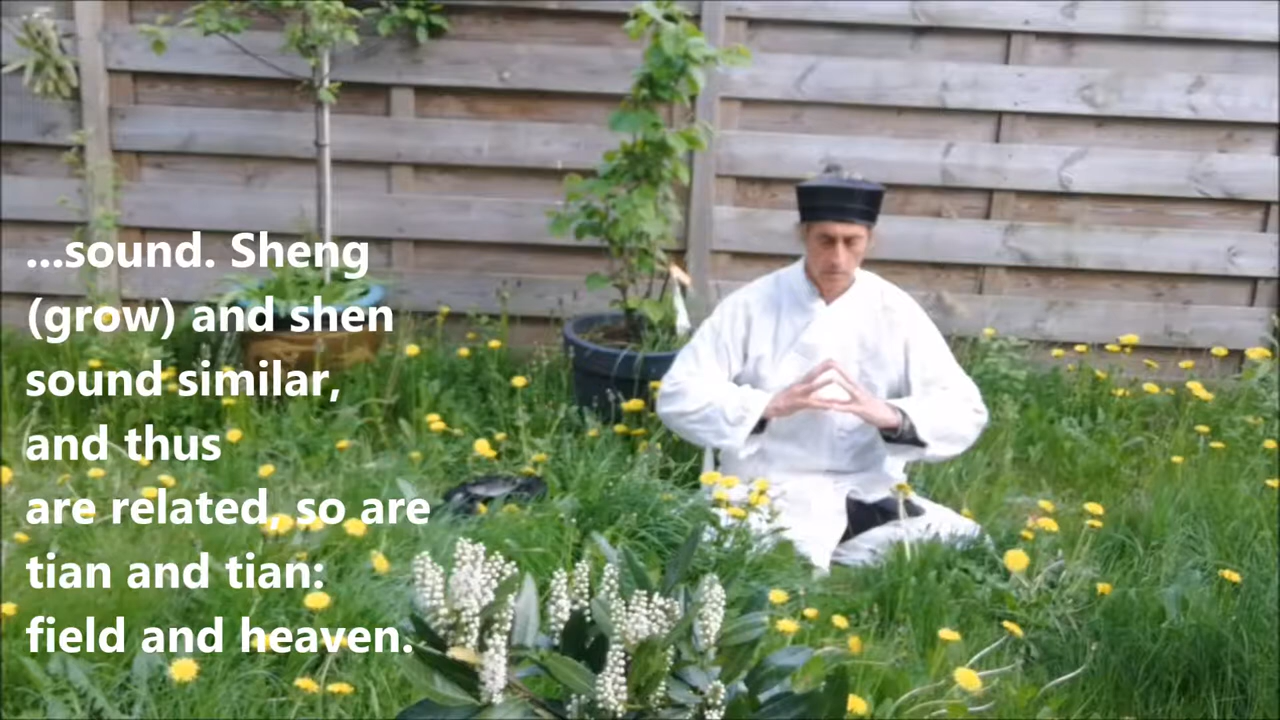 ...sound. Sheng
(grow) and shen
sound similar,
and thus
are related, so are
tian and tian:
field and heaven.